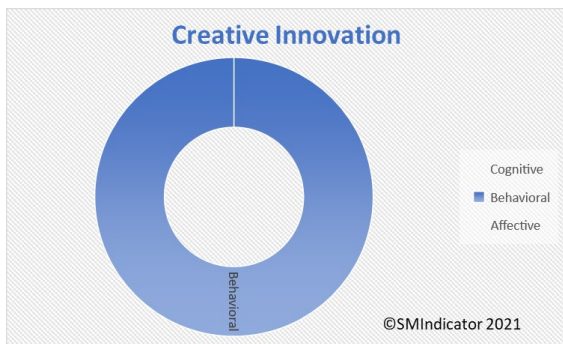 Creative Innovation
Cognitive
Behavioral
Affective
Behavioral
©SMIndicator 2021